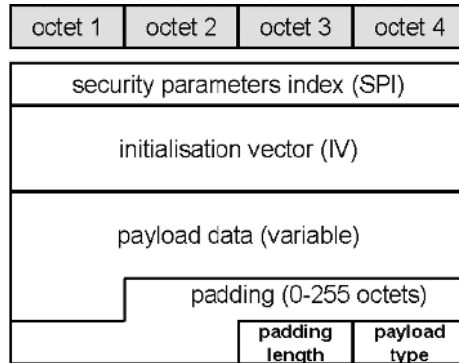 octet 1 octet 2 octet 3 octet 4
security parameters index (SPI)
initialisation vector (IV)
payload data (variable)
padding (0-255 octets)
padding length payload type